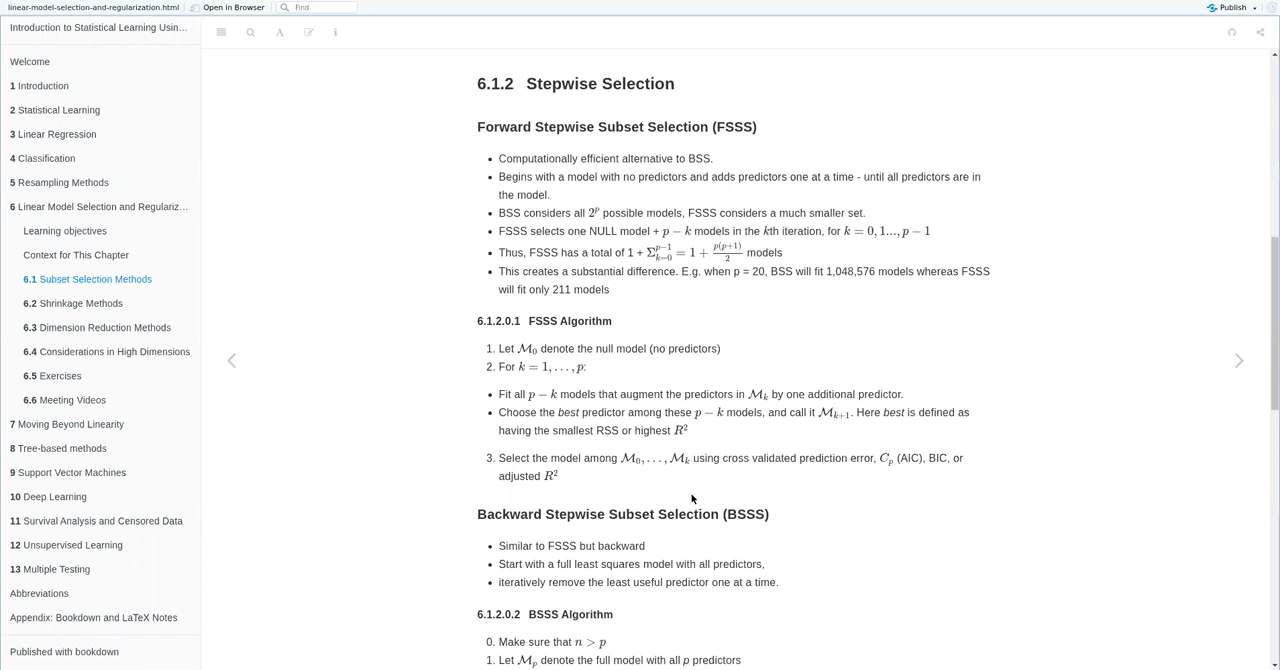 linear-model-selection-and-regularization.html
Open in Browser
Find
Publish
Introduction to Statistical Learning Usin…
Welcome
1 Introduction
2 Statistical Learning
3 Linear Regression
4 Classification
5 Resampling Methods
6 Linear Model Selection and Regulariz…
Learning objectives
Context for This Chapter
6.1 Subset Selection Methods
6.2 Shrinkage Methods
6.3 Dimension Reduction Methods
6.4 Considerations in High Dimensions
6.5 Exercises
6.6 Meeting Videos
7 Moving Beyond Linearity
8 Tree-based methods
9 Support Vector Machines
10 Deep Learning
11 Survival Analysis and Censored Data
12 Unsupervised Learning
13 Multiple Testing
Abbreviations
Appendix: Bookdown and LaTeX Notes
Published with bookdown
6.1.2 Stepwise Selection
Forward Stepwise Subset Selection (FSSS)
• Computationally efficient alternative to BSS.
• Begins with a model with no predictors and adds predictors one at a time - until all predictors are in
the model.
• BSS considers all $2^p$ possible models, FSSS considers a much smaller set.
• FSSS selects one NULL model + $p - k$ models in the $k$th iteration, for $k = 0, 1..., p - 1$
• Thus, FSSS has a total of 1 + $\Sigma_{k=0}^{p-1} = 1 + \frac{p(p+1)}{2}$ models
• This creates a substantial difference. E.g. when p = 20, BSS will fit 1,048,576 models whereas FSSS
will fit only 211 models
6.1.2.0.1 FSSS Algorithm
1. Let $\mathcal{M}_0$ denote the null model (no predictors)
2. For $k = 1, \ldots, p$:
• Fit all $p - k$ models that augment the predictors in $\mathcal{M}_k$ by one additional predictor.
• Choose the best predictor among these $p - k$ models, and call it $\mathcal{M}_{k+1}$. Here best is defined as
having the smallest RSS or highest $R^2$
3. Select the model among $\mathcal{M}_0, \ldots, \mathcal{M}_k$ using cross validated prediction error, $C_p$ (AIC), BIC, or
adjusted $R^2$
Backward Stepwise Subset Selection (BSSS)
• Similar to FSSS but backward
• Start with a full least squares model with all predictors,
• iteratively remove the least useful predictor one at a time.
6.1.2.0.2 BSSS Algorithm
0. Make sure that $n > p$
1. Let $\mathcal{M}_p$ denote the full model with all p predictors